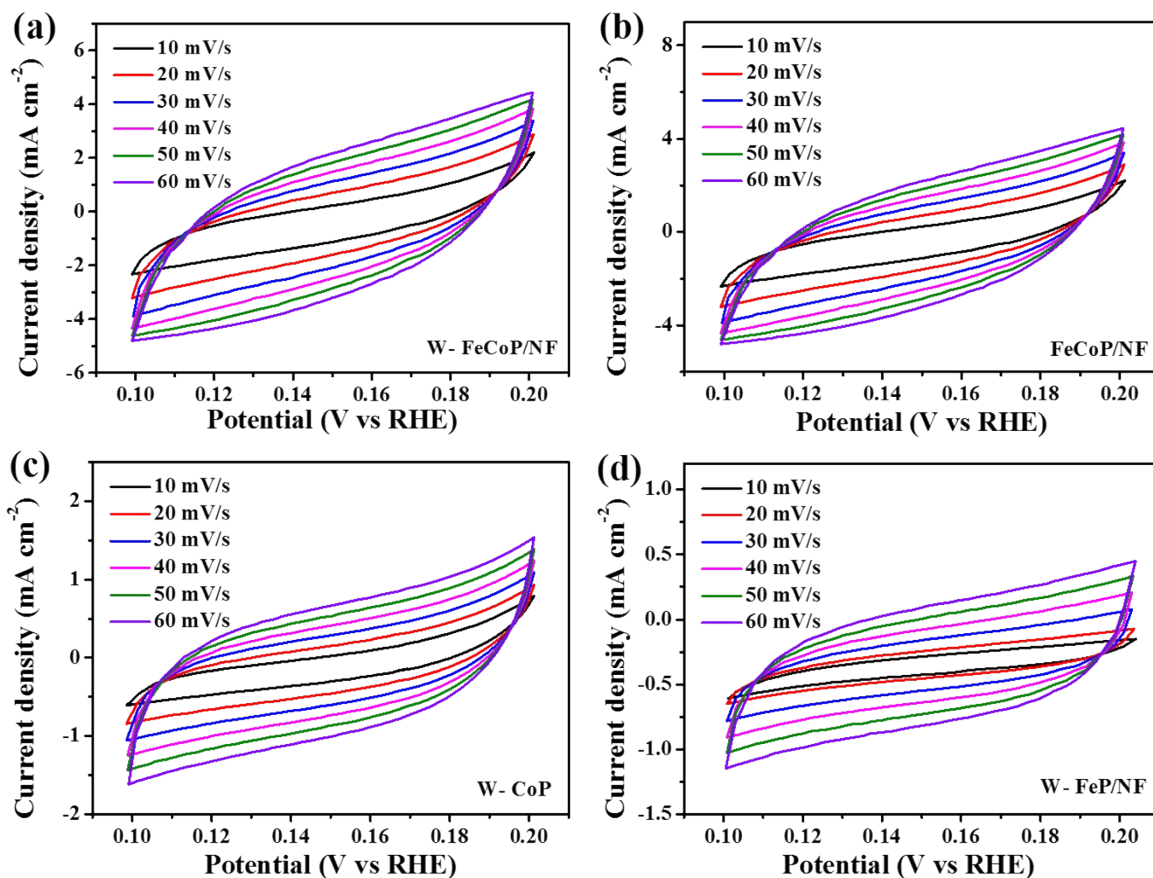 (a)
10 mV/s
20 mV/s
30 mV/s
40 mV/s
50 mV/s
60 mV/s
6
4
2
0
-2
-4
-6
Current density (mA cm-2)
W- FeCoP/NF
0.10 0.12 0.14 0.16 0.18 0.20
Potential (V vs RHE)
(b)
10 mV/s
20 mV/s
30 mV/s
40 mV/s
50 mV/s
60 mV/s
8
4
0
-4
Current density (mA cm-2)
FeCoP/NF
0.10 0.12 0.14 0.16 0.18 0.20
Potential (V vs RHE)
(c)
10 mV/s
20 mV/s
30 mV/s
40 mV/s
50 mV/s
60 mV/s
2
1
0
-1
-2
Current density (mA cm-2)
W- CoP
0.10 0.12 0.14 0.16 0.18 0.20
Potential (V vs RHE)
(d)
10 mV/s
20 mV/s
30 mV/s
40 mV/s
50 mV/s
60 mV/s
1.0
0.5
0.0
-0.5
-1.0
-1.5
Current density (mA cm-2)
W- FeP/NF
0.10 0.12 0.14 0.16 0.18 0.20
Potential (V vs RHE)